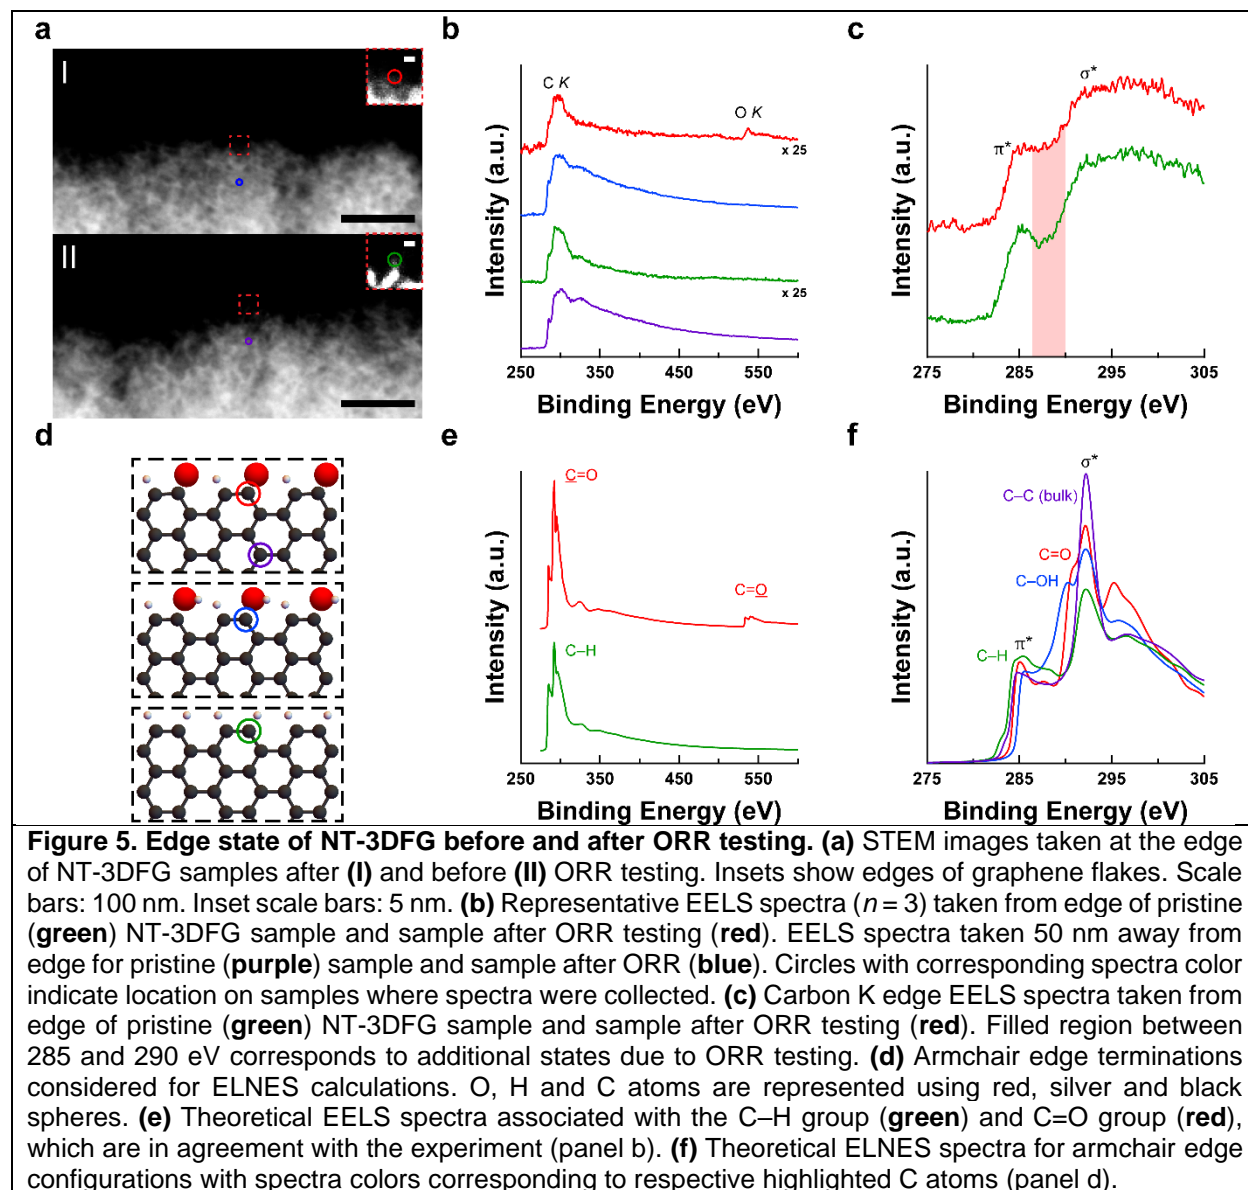 a
I
II
b
C K
O K
x 25
x 25
Intensity (a.u.)
250 350 450 550
Binding Energy (eV)
c
π*
σ*
Intensity (a.u.)
275 285 295 305
Binding Energy (eV)
d
e
C=O
C=O
C–H
Intensity (a.u.)
250 350 450 550
Binding Energy (eV)
f
σ*
C–C (bulk)
C=O
C–OH
π*
C–H
Intensity (a.u.)
275 285 295 305
Binding Energy (eV)
Figure 5. Edge state of NT-3DFG before and after ORR testing. (a) STEM images taken at the edge
of NT-3DFG samples after (I) and before (II) ORR testing. Insets show edges of graphene flakes. Scale
bars: 100 nm. Inset scale bars: 5 nm. (b) Representative EELS spectra (n = 3) taken from edge of pristine
(green) NT-3DFG sample and sample after ORR testing (red). EELS spectra taken 50 nm away from
edge for pristine (purple) sample and sample after ORR (blue). Circles with corresponding spectra color
indicate location on samples where spectra were collected. (c) Carbon K edge EELS spectra taken from
edge of pristine (green) NT-3DFG sample and sample after ORR testing (red). Filled region between
285 and 290 eV corresponds to additional states due to ORR testing. (d) Armchair edge terminations
considered for ELNES calculations. O, H and C atoms are represented using red, silver and black
spheres. (e) Theoretical EELS spectra associated with the C–H group (green) and C=O group (red),
which are in agreement with the experiment (panel b). (f) Theoretical ELNES spectra for armchair edge
configurations with spectra colors corresponding to respective highlighted C atoms (panel d).